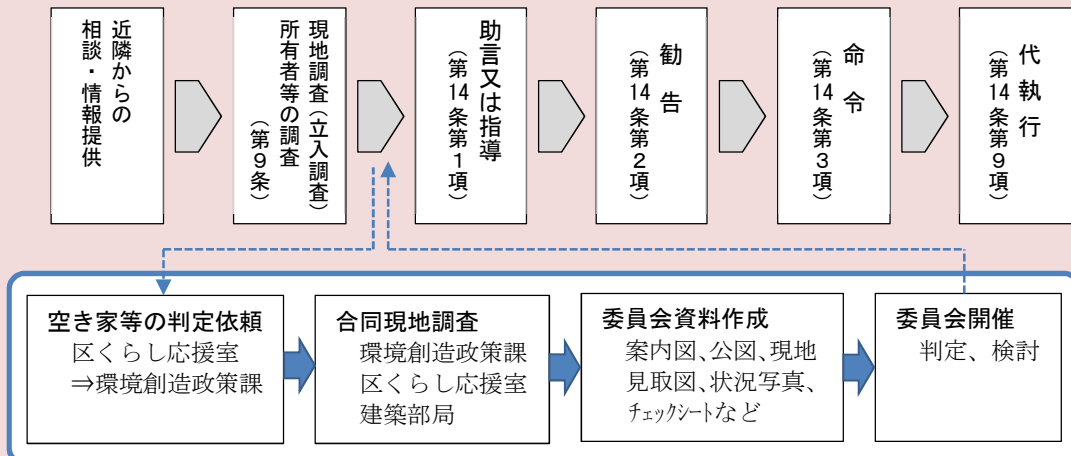 近隣からの
相談・情報提供
現地調査（立入調査）
所有者等の調査
（第９条）
助言又は指導
（第14条第１項）
勧告
（第14条第２項）
命令
（第14条第３項）
代執行
（第14条第９項）
空き家等の判定依頼
区くらし応援室
⇒環境創造政策課
合同現地調査
環境創造政策課
区くらし応援室
建築部局
委員会資料作成
案内図、公図、現地
見取図、状況写真、
ﾁｪｯｸｼｰﾄなど
委員会開催
判定、検討